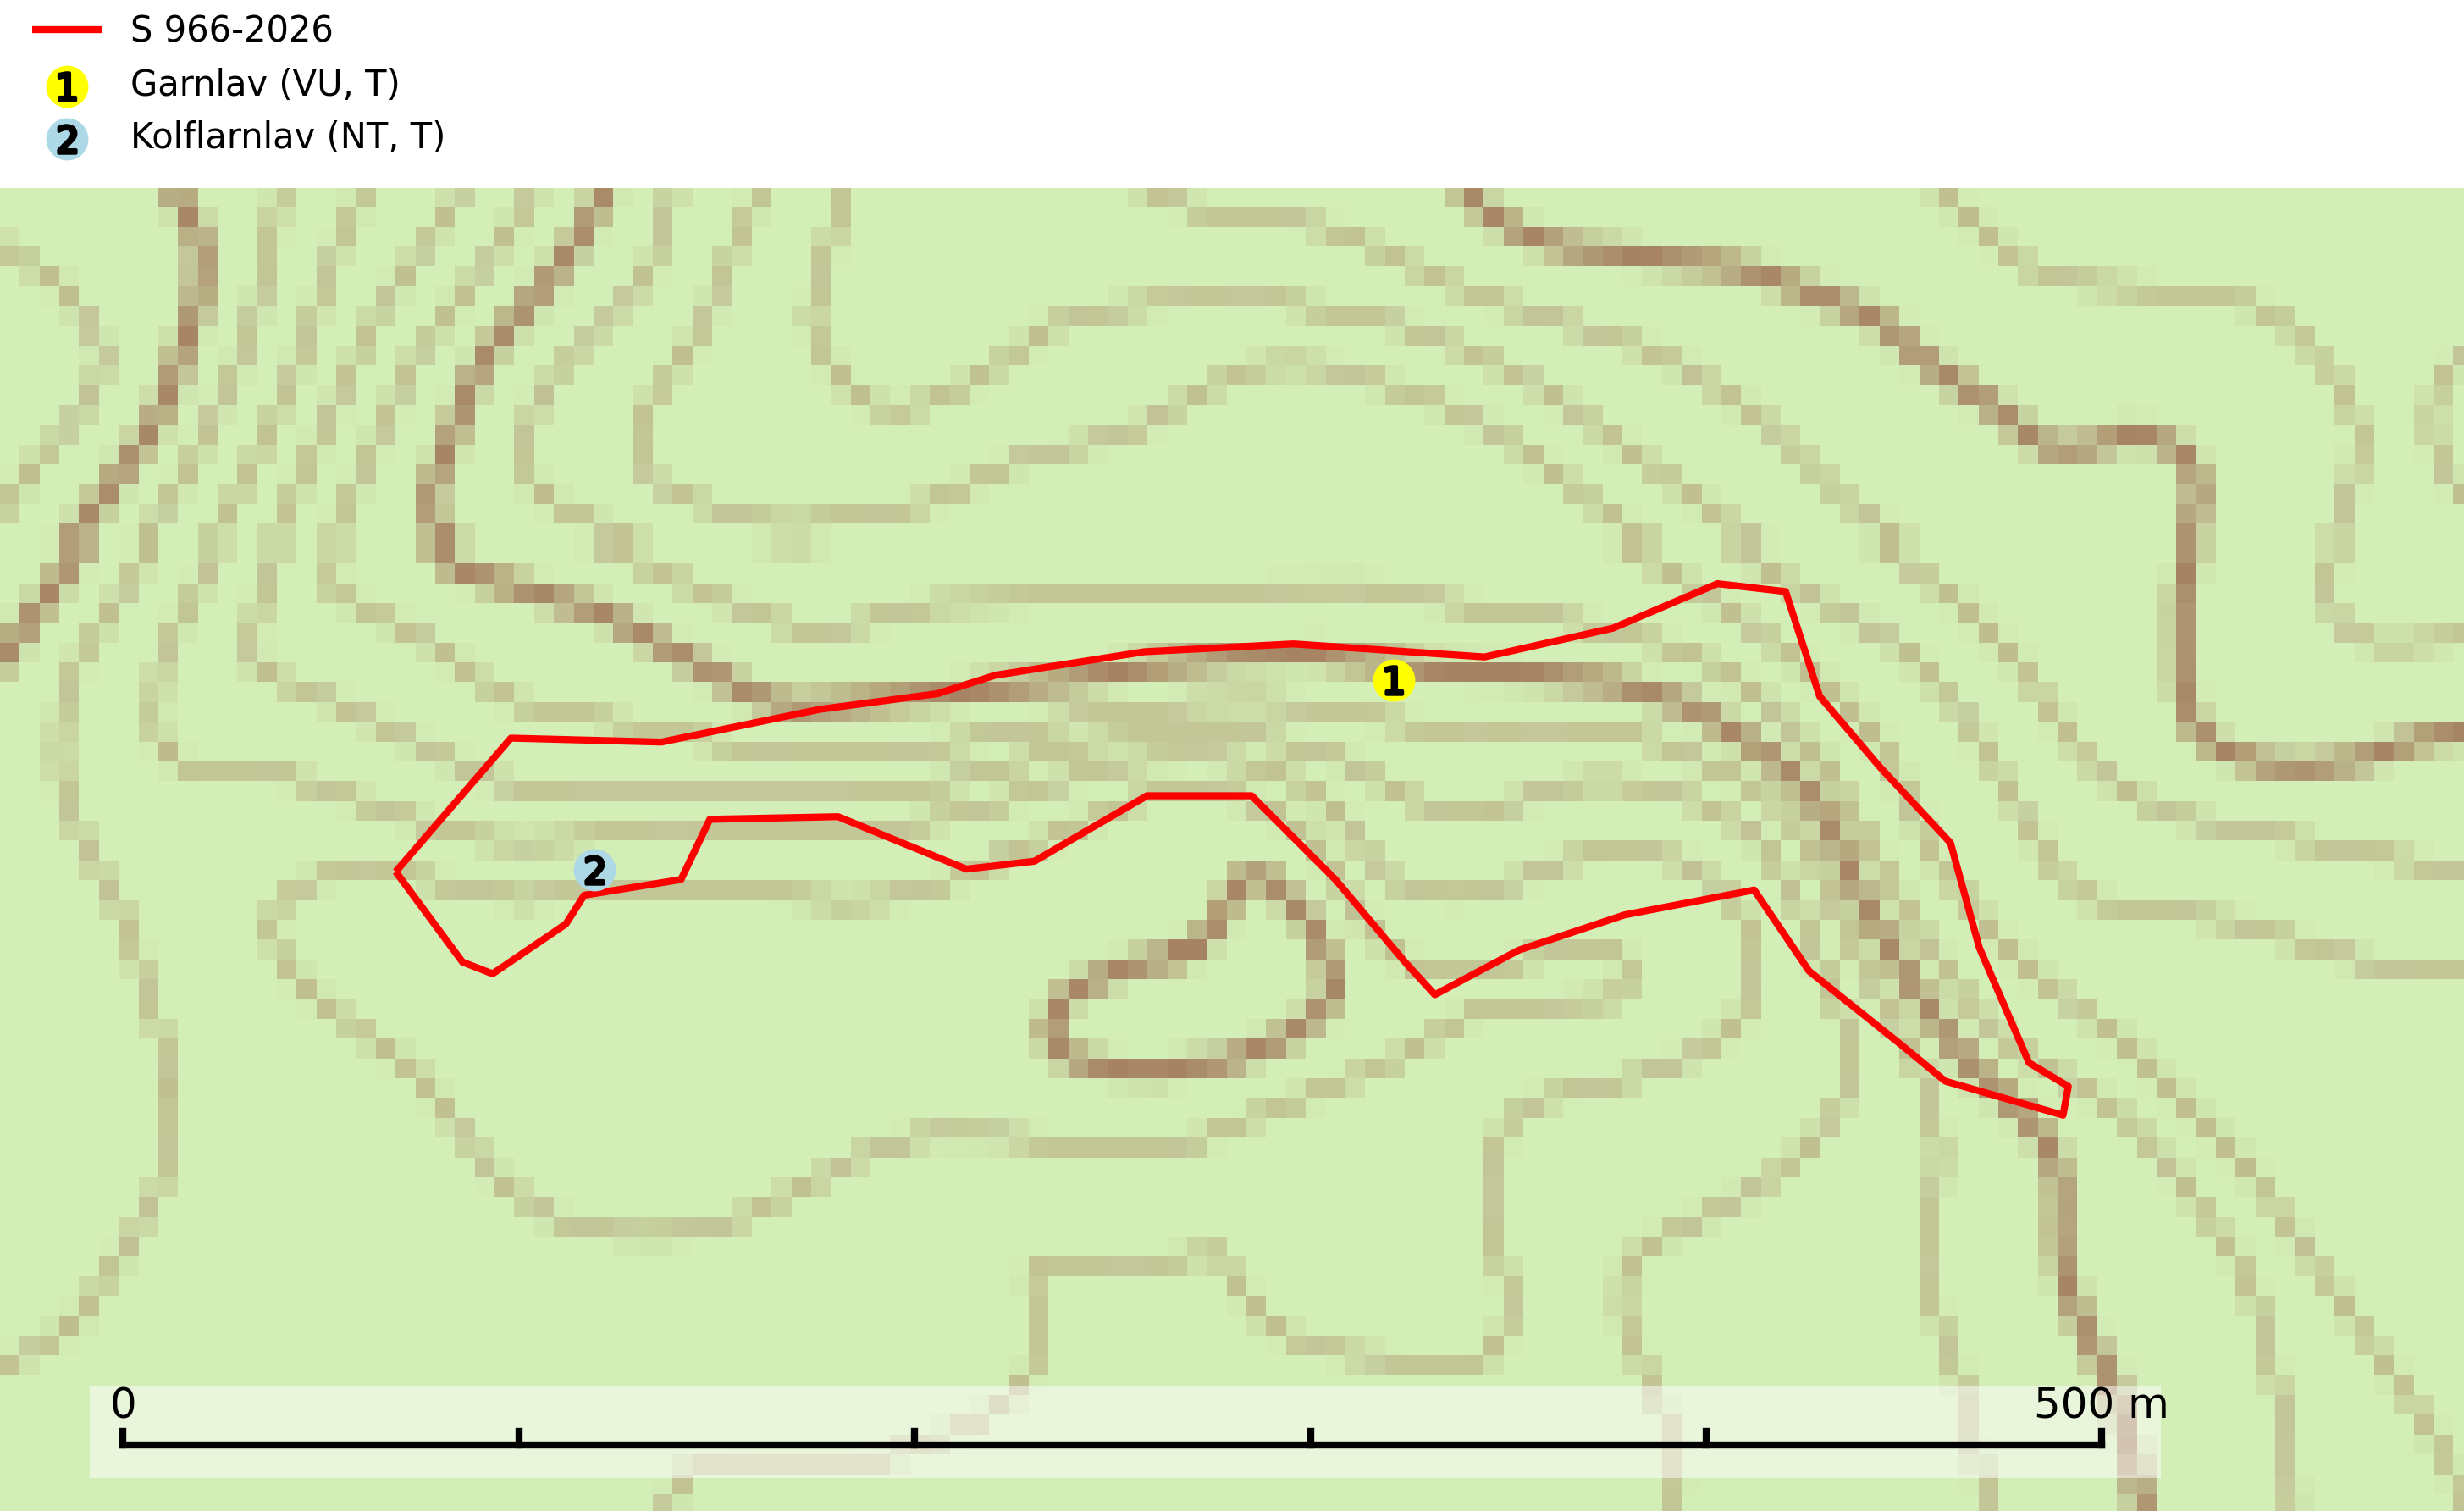 S 966-2026
1 Garnlav (VU, T)
2 Kolflarnlav (NT, T)
1
2
0 500 m